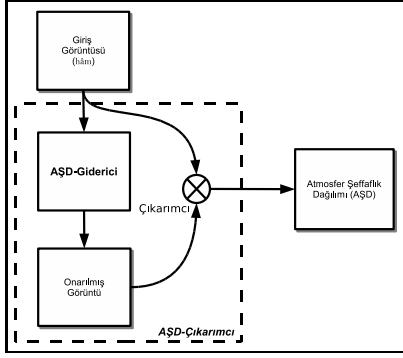 Giriş
Görüntüsü
(hâm)
AŞD-Giderici
Çıkarımcı
Atmosfer Şeffaflık
Dağılımı (AŞD)
Onarılmış
Görüntü
AŞD-Çıkarımcı